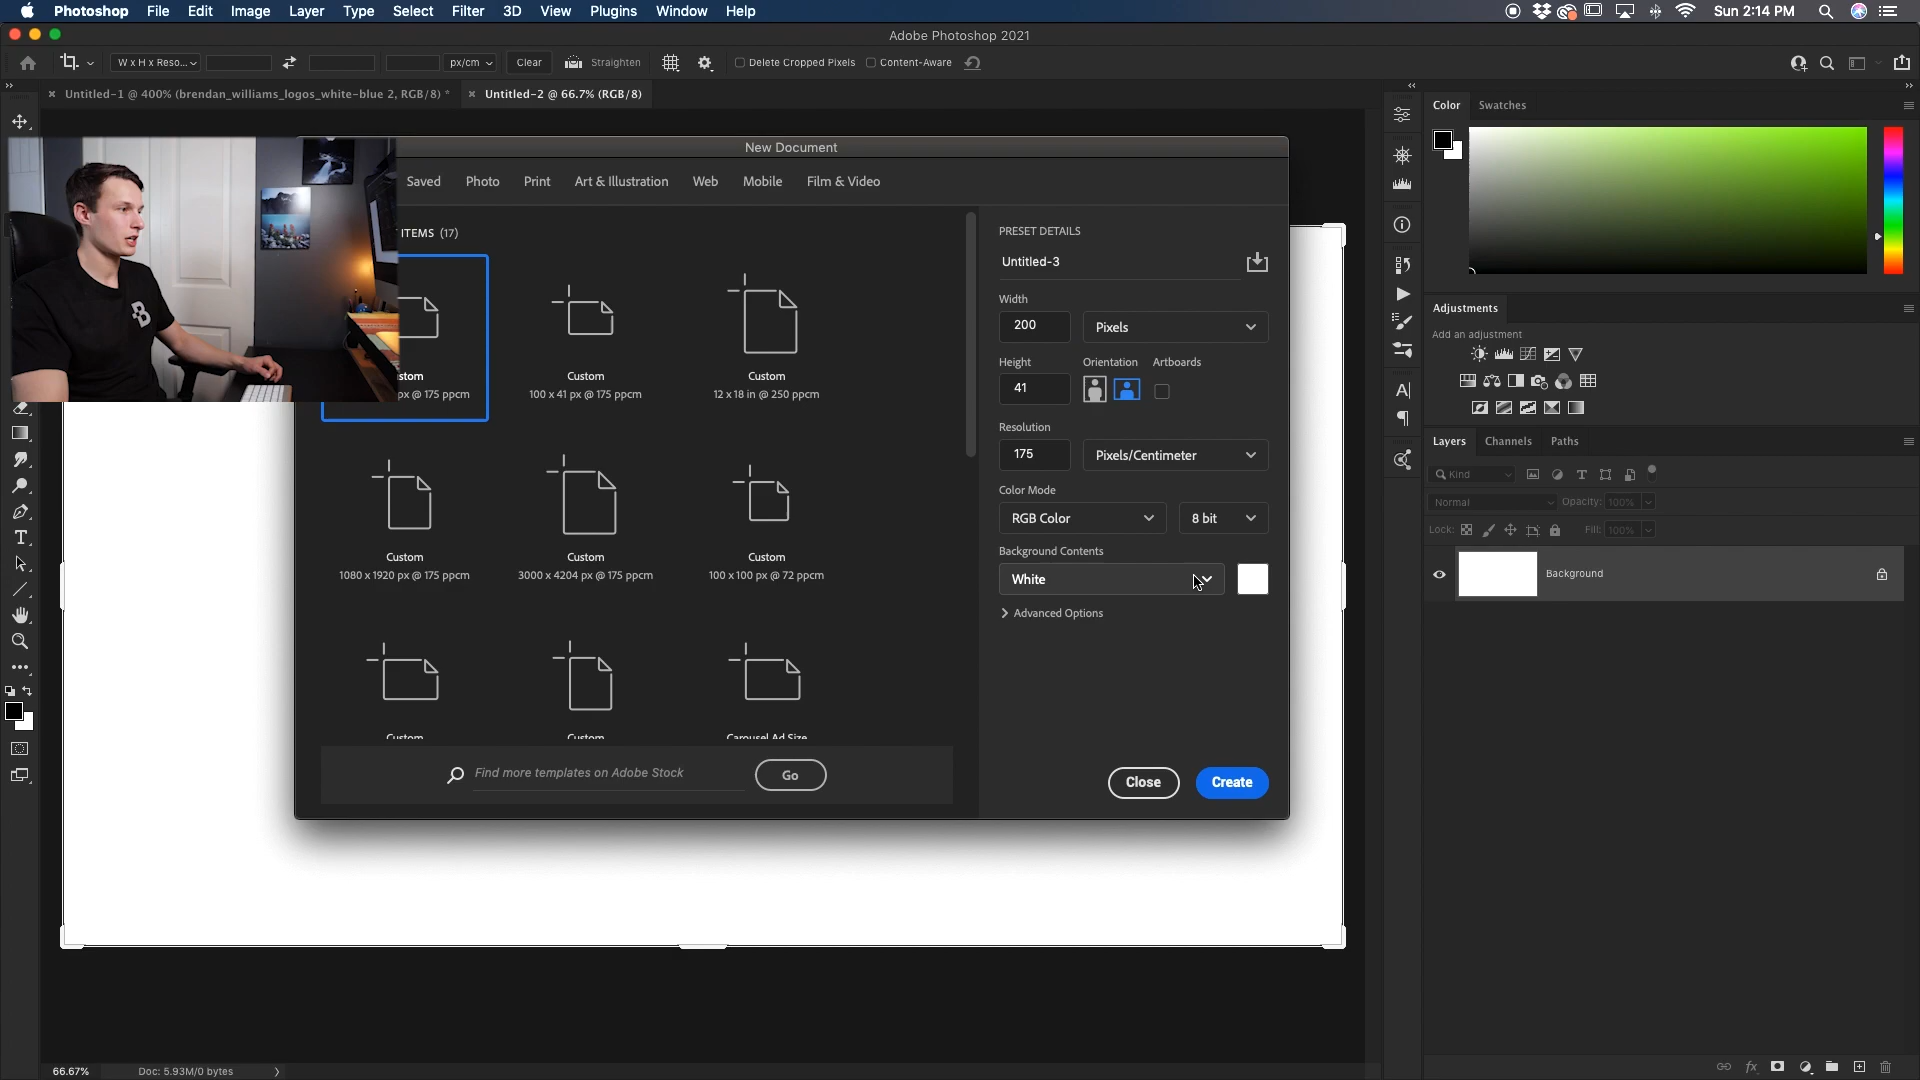 Photoshop File Edit Image Layer Type Select Filter 3D View Plugins Window Help Sun 2:14 PM
Adobe Photoshop 2021
W x H x Reso... px/cm Clear Straighten Delete Cropped Pixels Content-Aware
Untitled-1 @ 400% (brendan_williams_logos_white-blue 2, RGB/8) * Untitled-2 @ 66.7% (RGB/8)
New Document
Saved Photo Print Art & Illustration Web Mobile Film & Video
ITEMS (17)
stom
px @ 175 ppcm
Custom
100 x 41 px @ 175 ppcm
Custom
12 x 18 in @ 250 ppcm
Custom
1080 x 1920 px @ 175 ppcm
Custom
3000 x 4204 px @ 175 ppcm
Custom
100 x 100 px @ 72 ppcm
Custom
Custom
Carousel Ad Size
Find more templates on Adobe Stock Go
PRESET DETAILS
Untitled-3
Width
200 Pixels
Height Orientation Artboards
41
Resolution
175 Pixels/Centimeter
Color Mode
RGB Color 8 bit
Background Contents
White
Advanced Options
Close Create
Color Swatches
Adjustments
Add an adjustment
Layers Channels Paths
Kind
Normal Opacity: 100%
Lock: Fill: 100%
Background
66.67% Doc: 5.93M/0 bytes